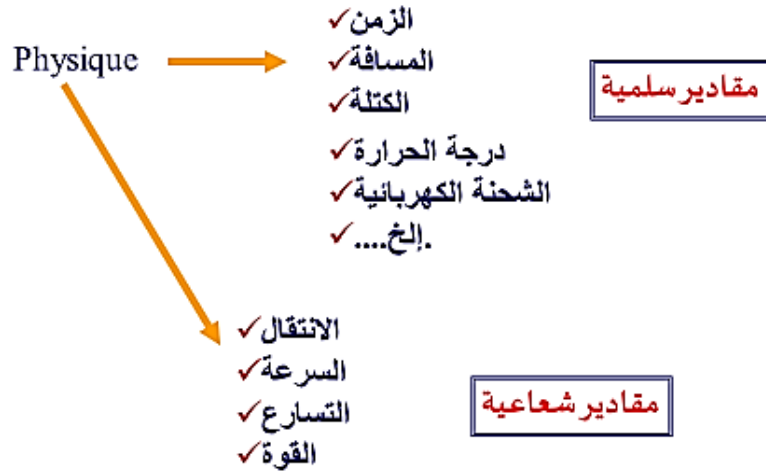 Physique
الزمن
المسافة
الكتلة
درجة الحرارة
الشحنة الكهربائية
إلخ....
مقادير سلمية
الانتقال
السرعة
التسارع
القوة
مقادير شعاعية